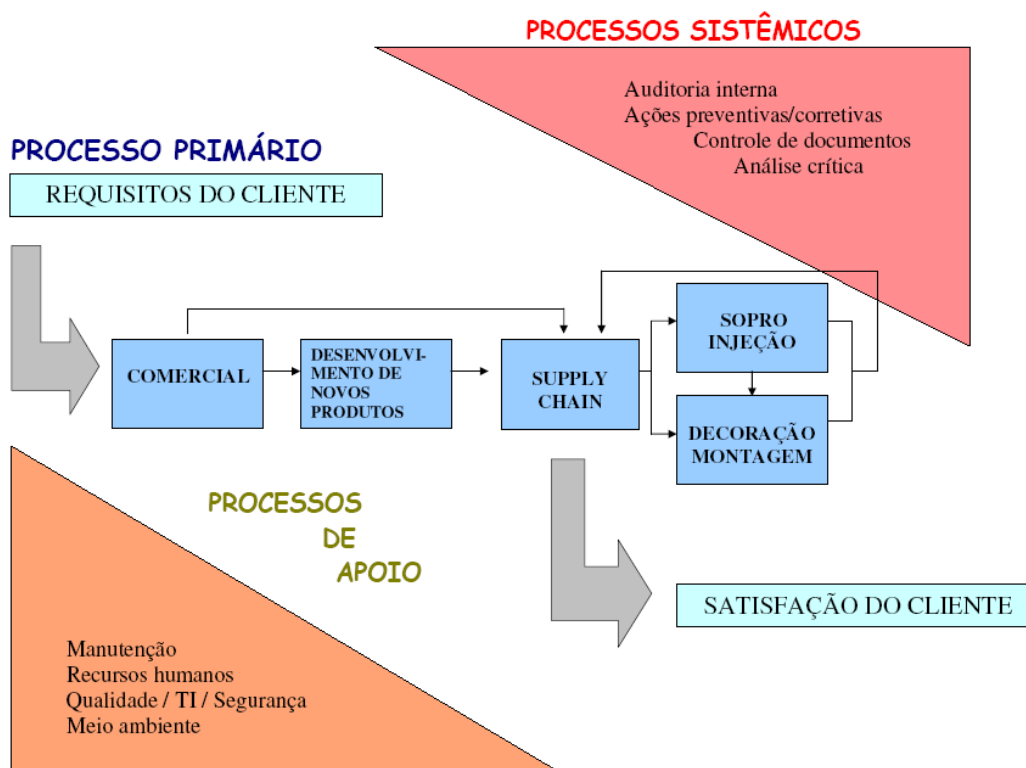 PROCESSOS SISTÊMICOS
Auditoria interna
Ações preventivas/corretivas
Controle de documentos
Análise crítica
PROCESSO PRIMÁRIO
REQUISITOS DO CLIENTE
COMERCIAL
DESENVOLVI-
MENTO DE
NOVOS
PRODUTOS
SUPPLY
CHAIN
SOPRO
INJEÇÃO
DECORAÇÃO
MONTAGEM
PROCESSOS
DE
APOIO
SATISFAÇÃO DO CLIENTE
Manutenção
Recursos humanos
Qualidade / TI / Segurança
Meio ambiente